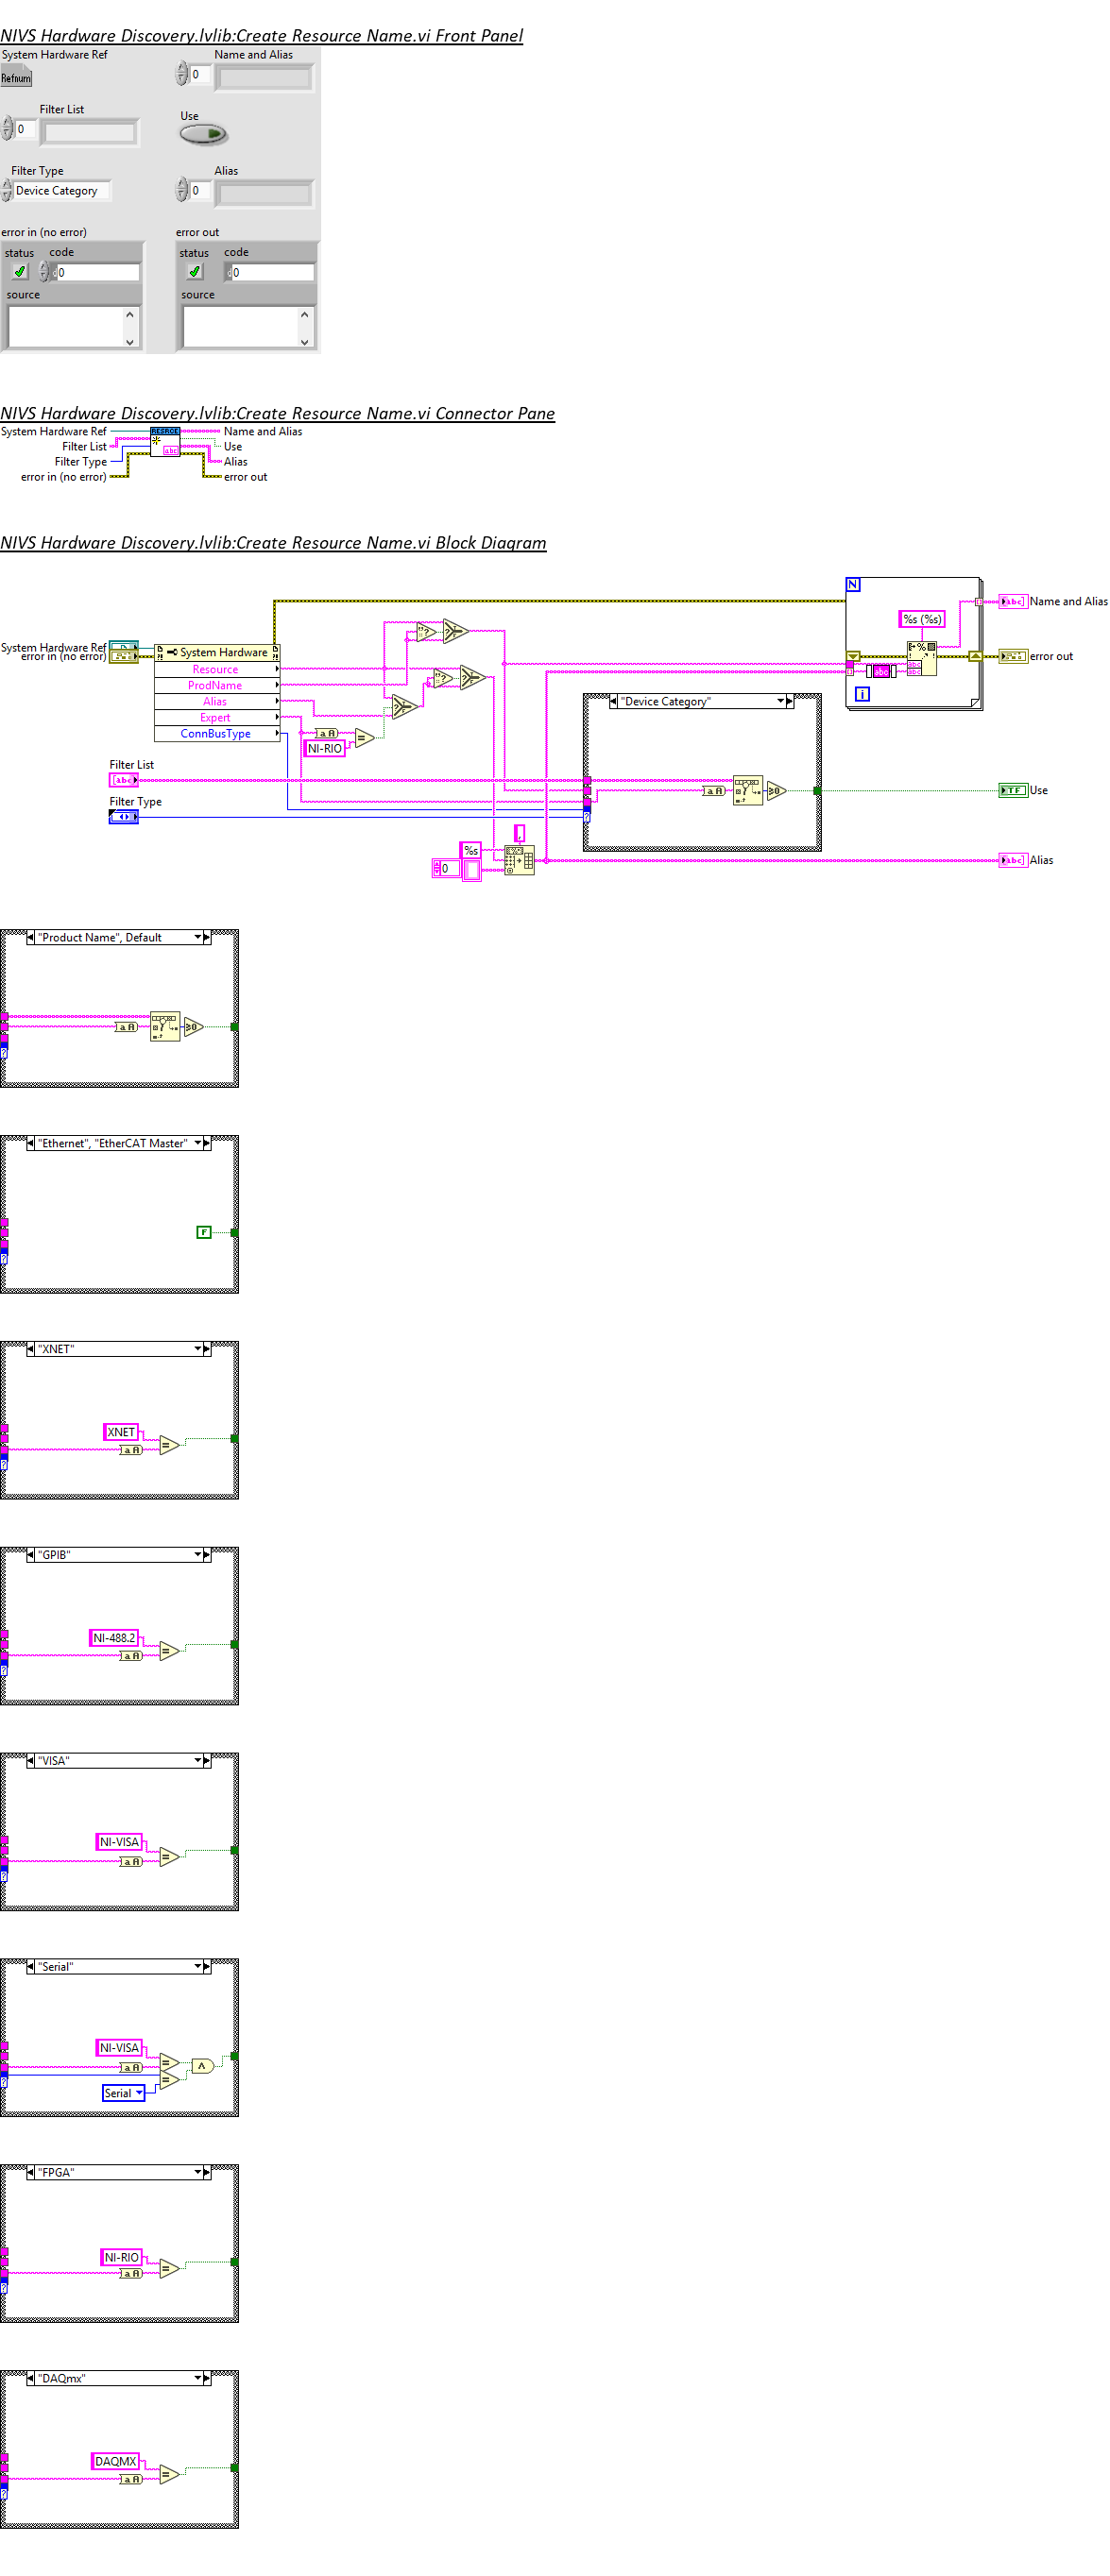 NIVS Hardware Discovery.lvlib:Create Resource Name.vi Front Panel
System Hardware Ref
Name and Alias
Refnum
0
Filter List
0
Use
Filter Type
Device Category
Alias
0
error in (no error)
error out
status code
0
source
status code
0
source
NIVS Hardware Discovery.lvlib:Create Resource Name.vi Connector Pane
System Hardware Ref
Filter List
Filter Type
error in (no error)
Name and Alias
Use
Alias
error out
NIVS Hardware Discovery.lvlib:Create Resource Name.vi Block Diagram
N
%s (%s)
Name and Alias
System Hardware Ref
error in (no error)
System Hardware
Resource
ProdName
Alias
Expert
ConnBusType
NI-RIO
error out
i
"Device Category"
Filter List
Filter Type
Use
%s
,
0
Alias
"Product Name", Default
"Ethernet", "EtherCAT Master"
F
"XNET"
XNET
"GPIB"
NI-488.2
"VISA"
NI-VISA
"Serial"
NI-VISA
Serial
"FPGA"
NI-RIO
"DAQmx"
DAQMX